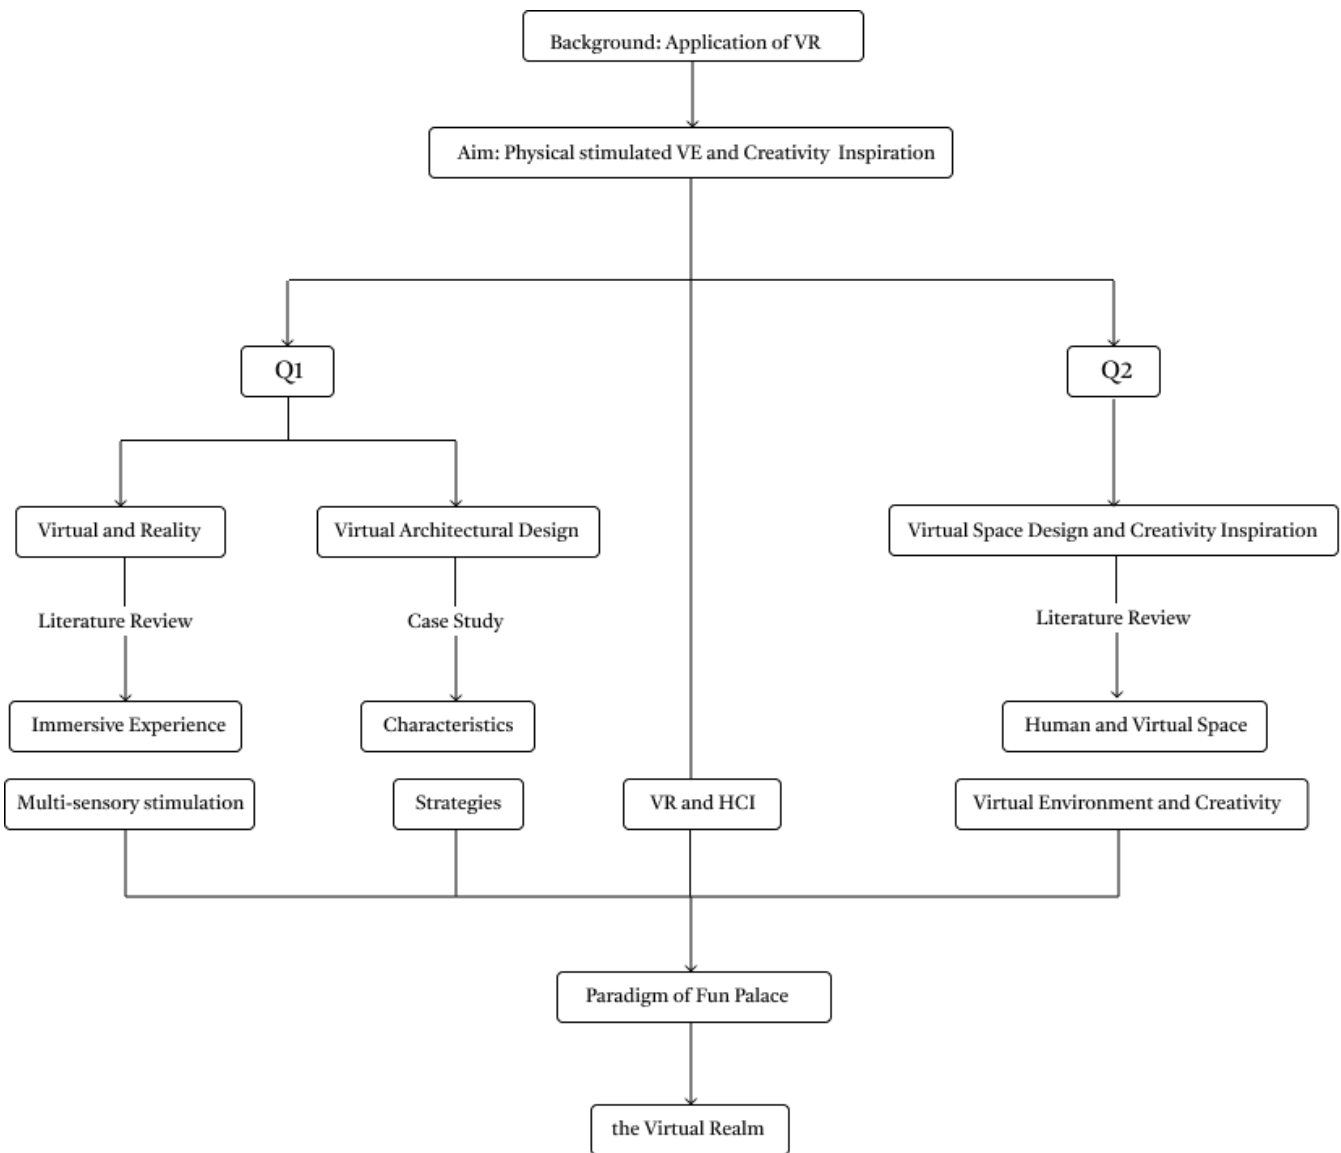 Background: Application of VR
Aim: Physical stimulated VE and Creativity Inspiration
Q1
Q2
Virtual and Reality
Virtual Architectural Design
Virtual Space Design and Creativity Inspiration
Literature Review
Case Study
Literature Review
Immersive Experience
Characteristics
Human and Virtual Space
Multi-sensory stimulation
Strategies
VR and HCI
Virtual Environment and Creativity
Paradigm of Fun Palace
the Virtual Realm